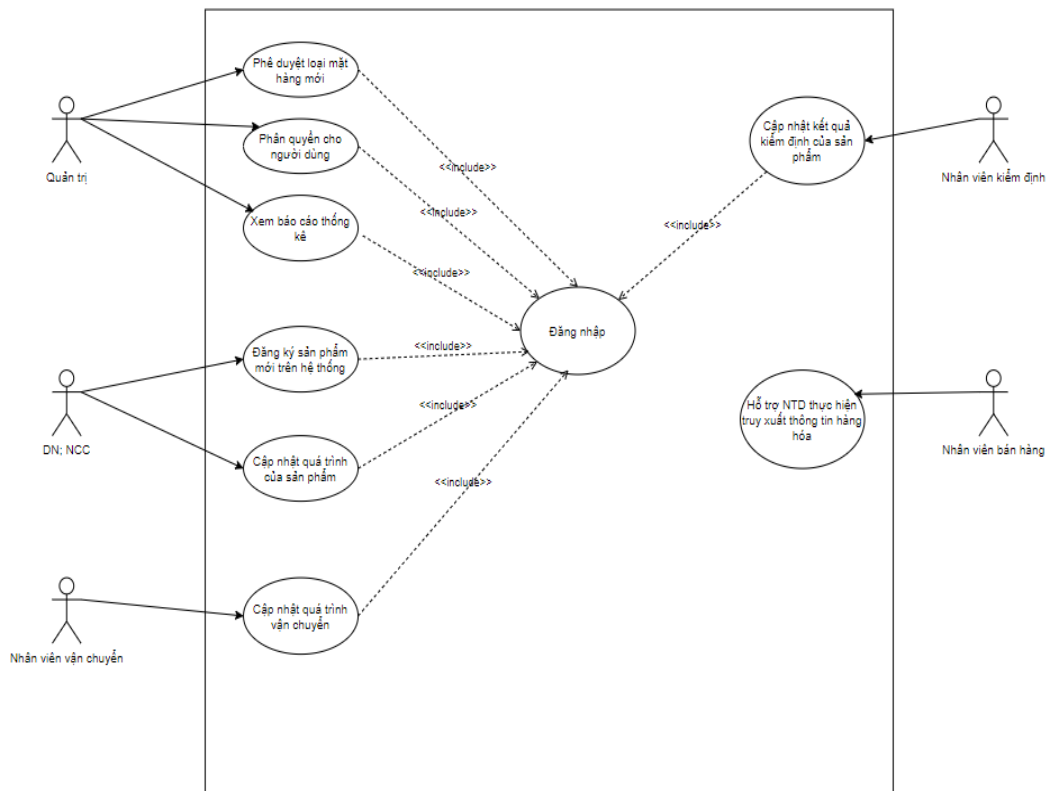 Phê duyệt loại mặt
hàng mới
Quản trị
Phân quyền cho
người dùng
Xem báo cáo thống
kê
<<include>>
<<include>>
<<include>>
Cập nhật kết quả
kiểm định của sản
phẩm
Nhân viên kiểm định
<<include>>
Đăng nhập
Đăng ký sản phẩm
mới trên hệ thống
<<include>>
DN; NCC
Cập nhật quá trình
của sản phẩm
<<include>>
Hỗ trợ NTD thực hiện
truy xuất thông tin hàng
hóa
Nhân viên bán hàng
<<include>>
Cập nhật quá trình
vận chuyển
Nhân viên vận chuyển